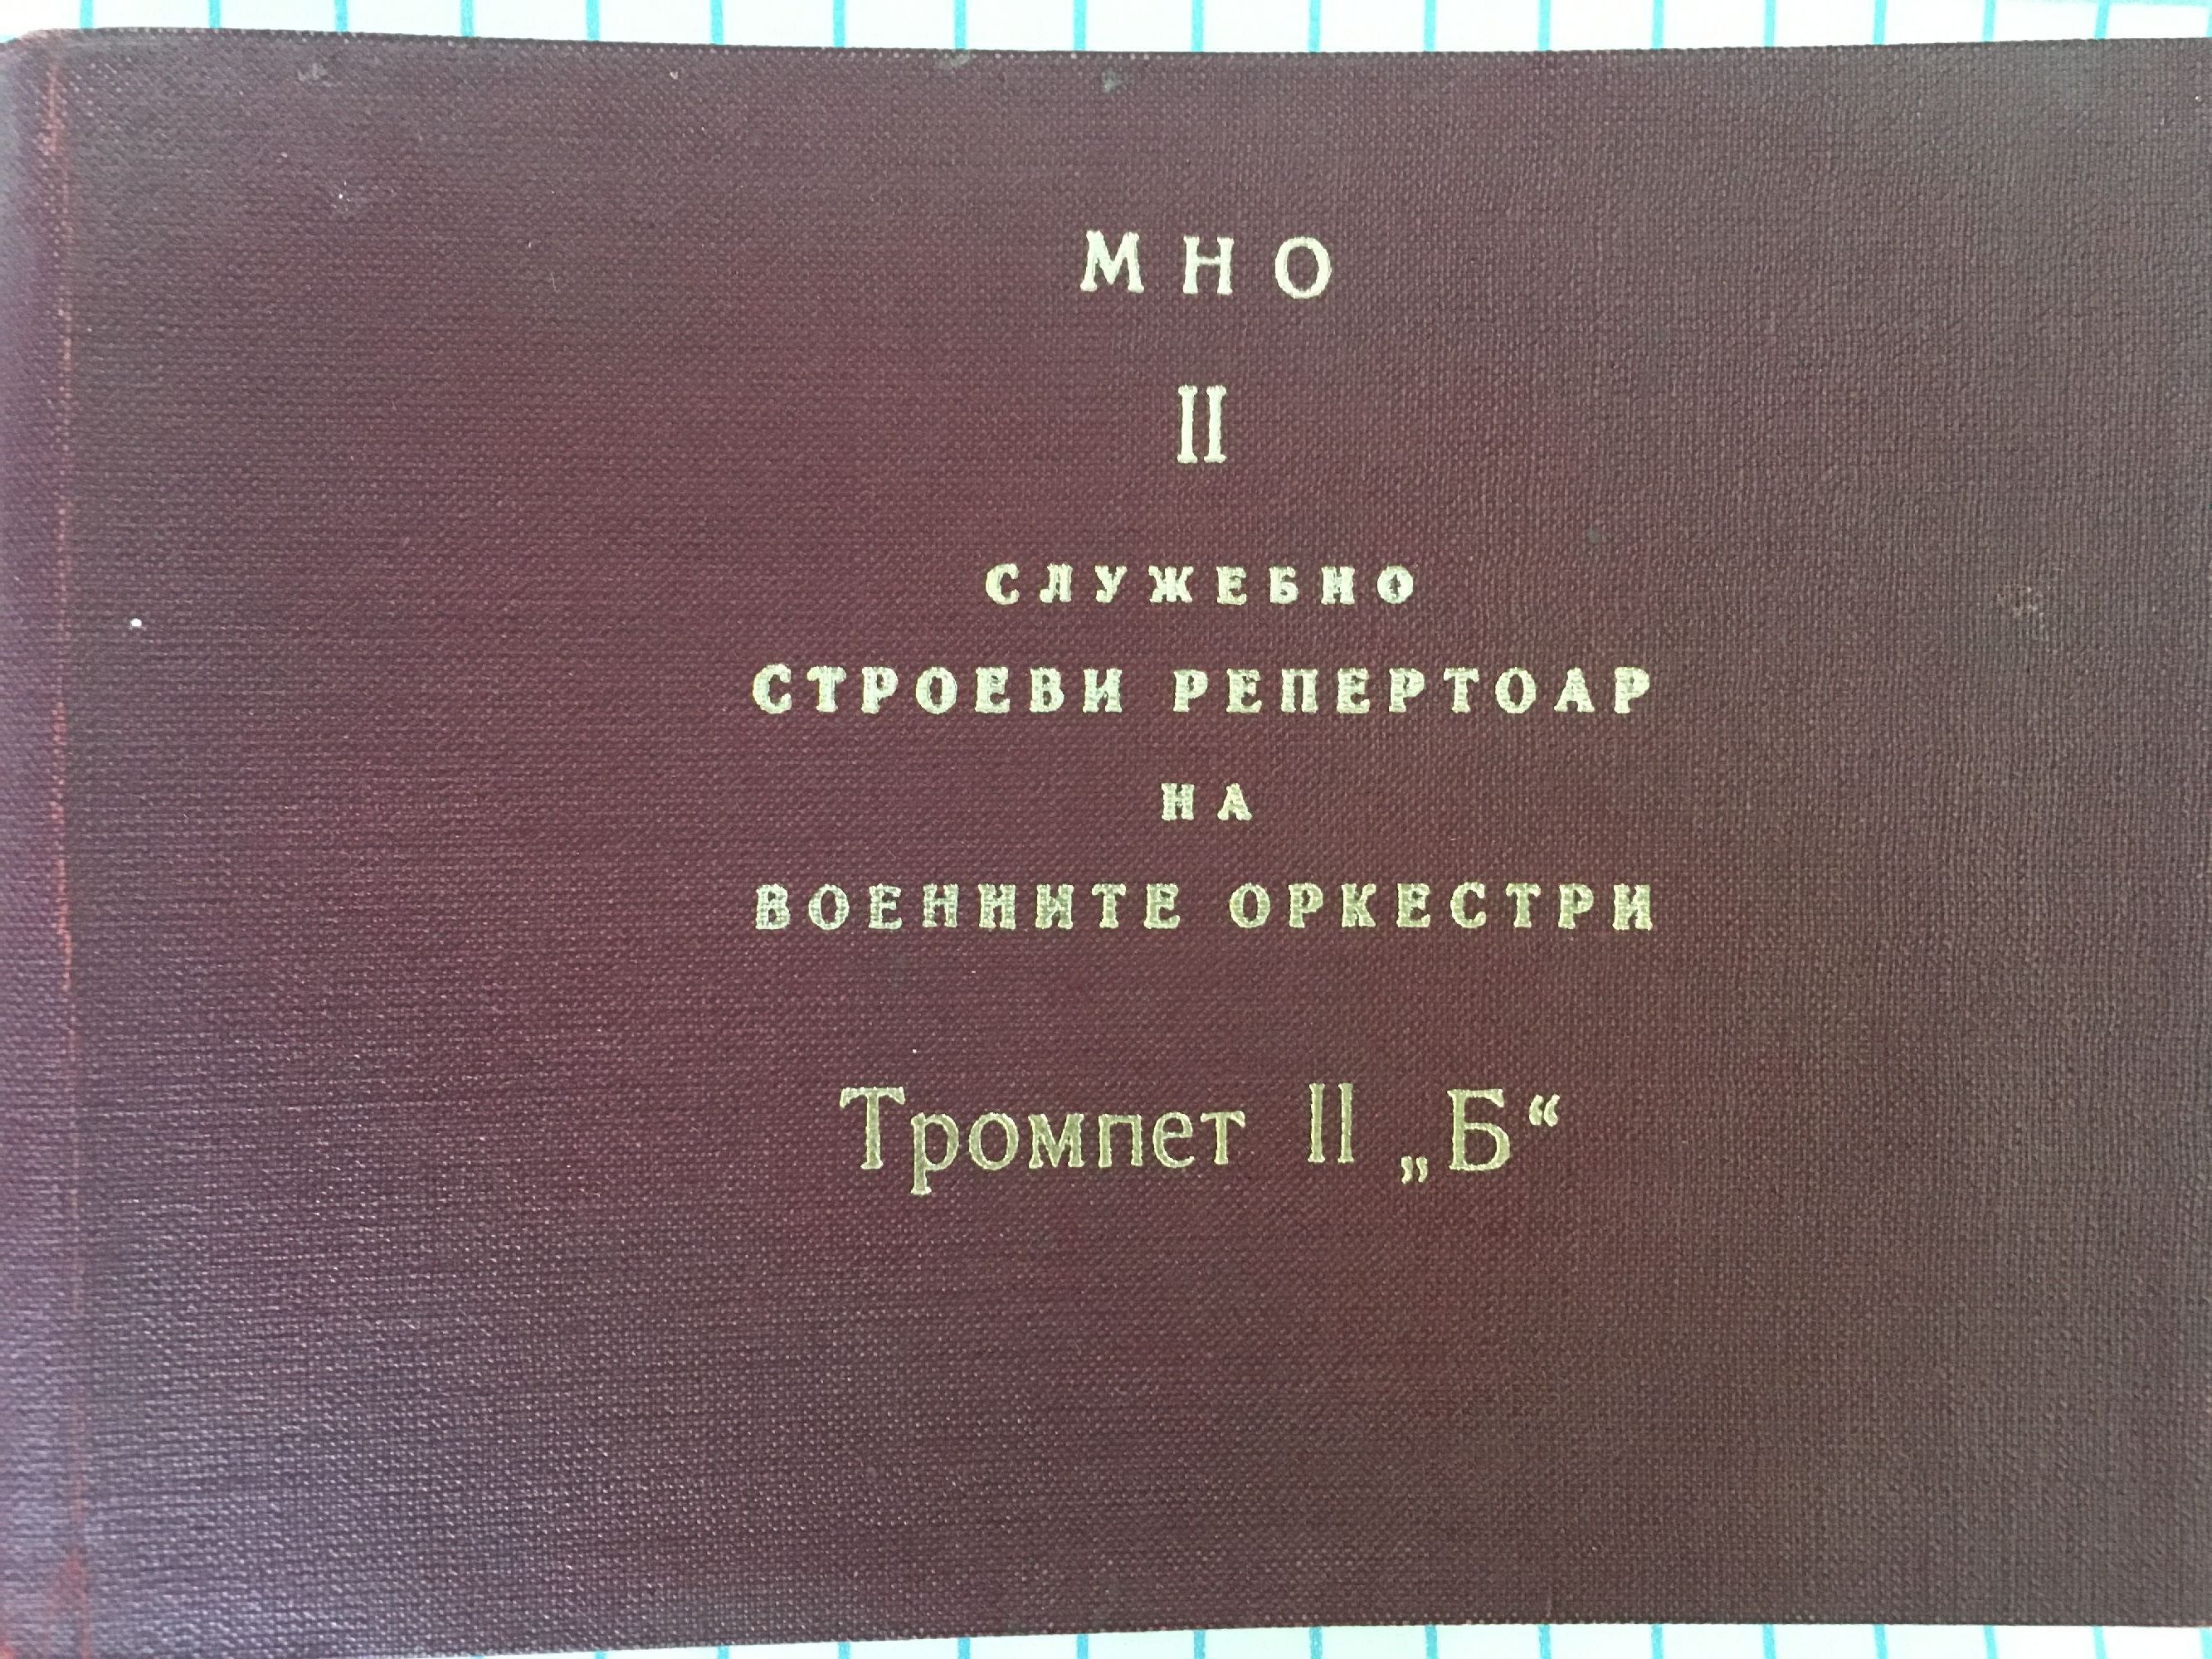 МНО
II
СЛУЖЕБНО
СТРОЕВИ РЕПЕРТОАР
НА
ВОЕННИТЕ ОРКЕСТРИ
Тромпет II „Б“